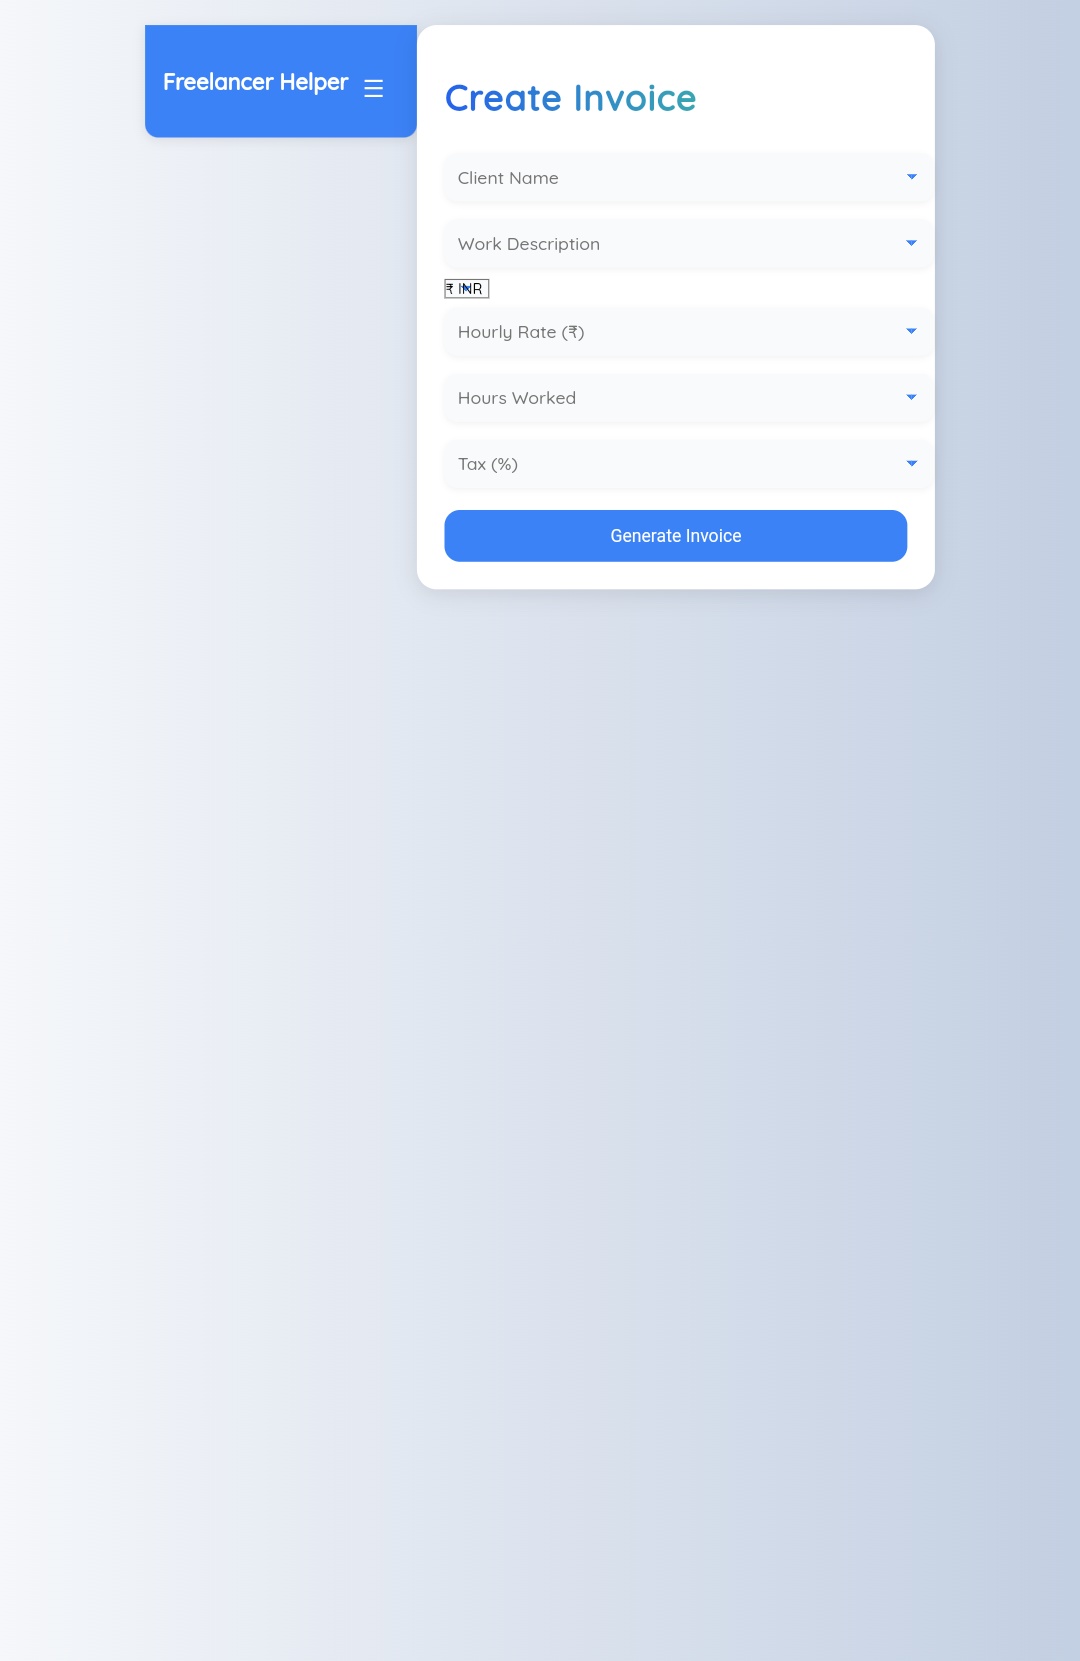 Freelancer Helper
Create Invoice
Client Name
Work Description
₹ INR
Hourly Rate (₹)
Hours Worked
Tax (%)
Generate Invoice